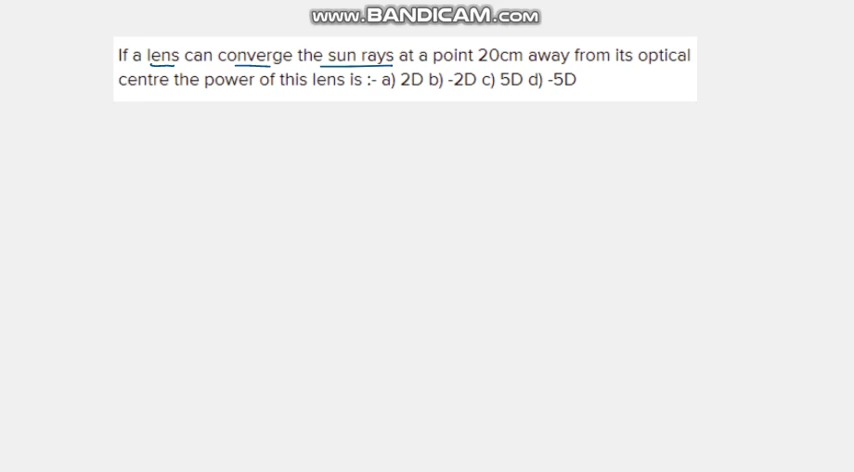 www.BANDICAM.COM
If a lens can converge the sun rays at a point 20cm away from its optical
centre the power of this lens is :- a) 2D b) -2D c) 5D d) -5D